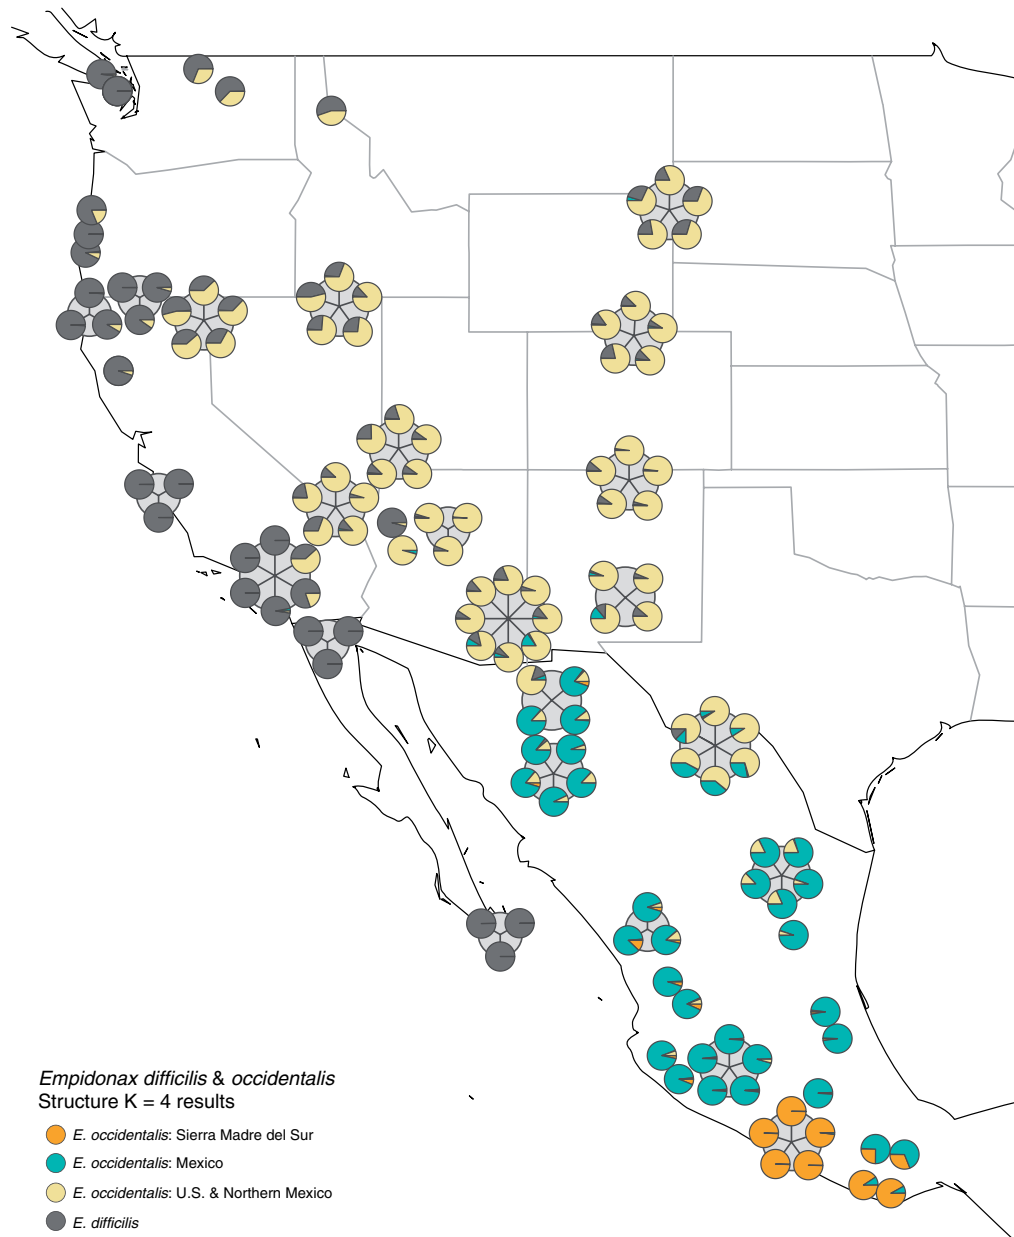 Empidonax difficilis & occidentalis
Structure K = 4 results
E. occidentalis: Sierra Madre del Sur
E. occidentalis: Mexico
E. occidentalis: U.S. & Northern Mexico
E. difficilis